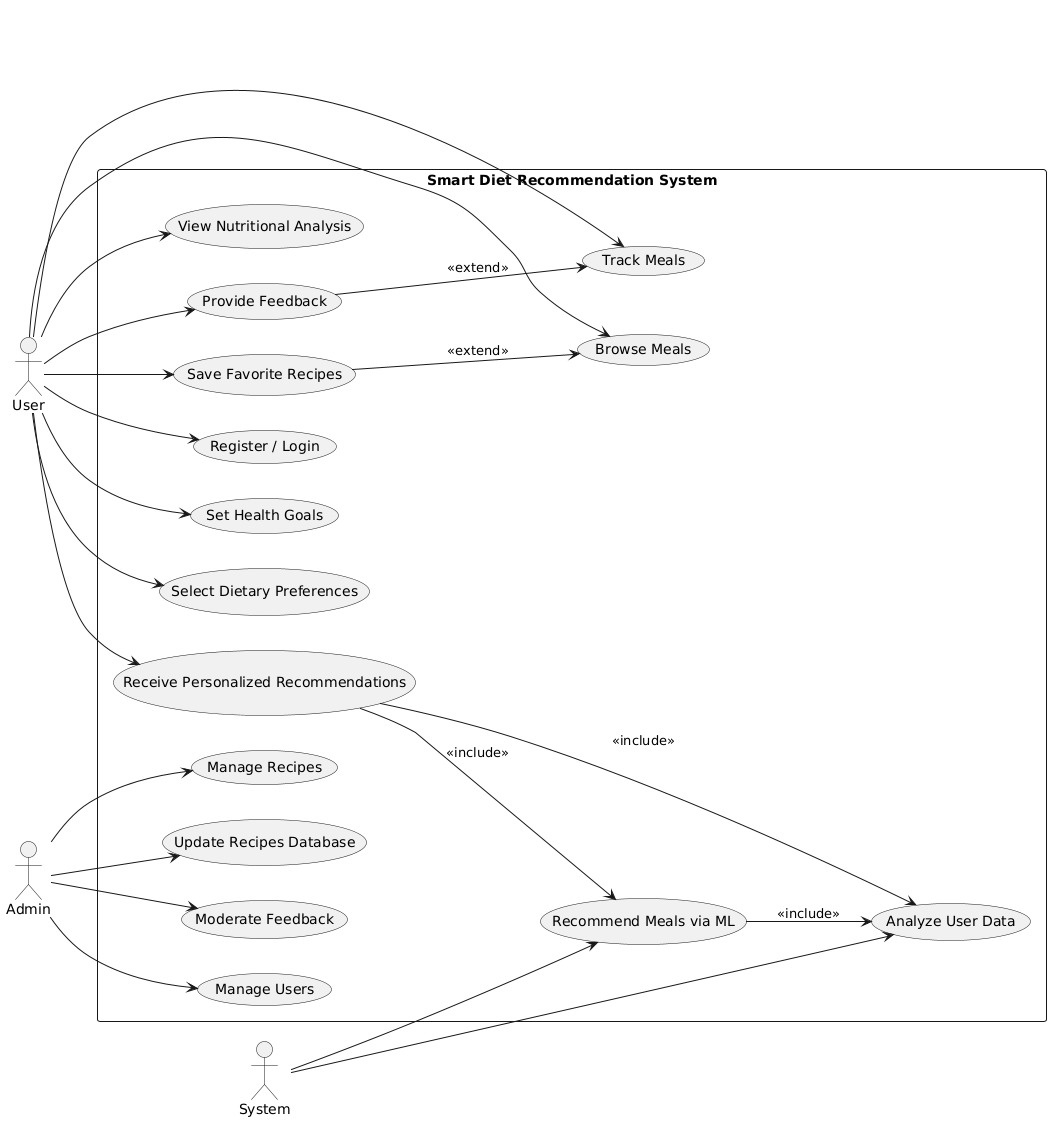 Smart Diet Recommendation System
View Nutritional Analysis
Track Meals
«extend»
Provide Feedback
Browse Meals
«extend»
Save Favorite Recipes
User
Register / Login
Set Health Goals
Select Dietary Preferences
Receive Personalized Recommendations
«include»
«include»
Manage Recipes
Update Recipes Database
Admin
Moderate Feedback
Recommend Meals via ML
«include»
Analyze User Data
Manage Users
System